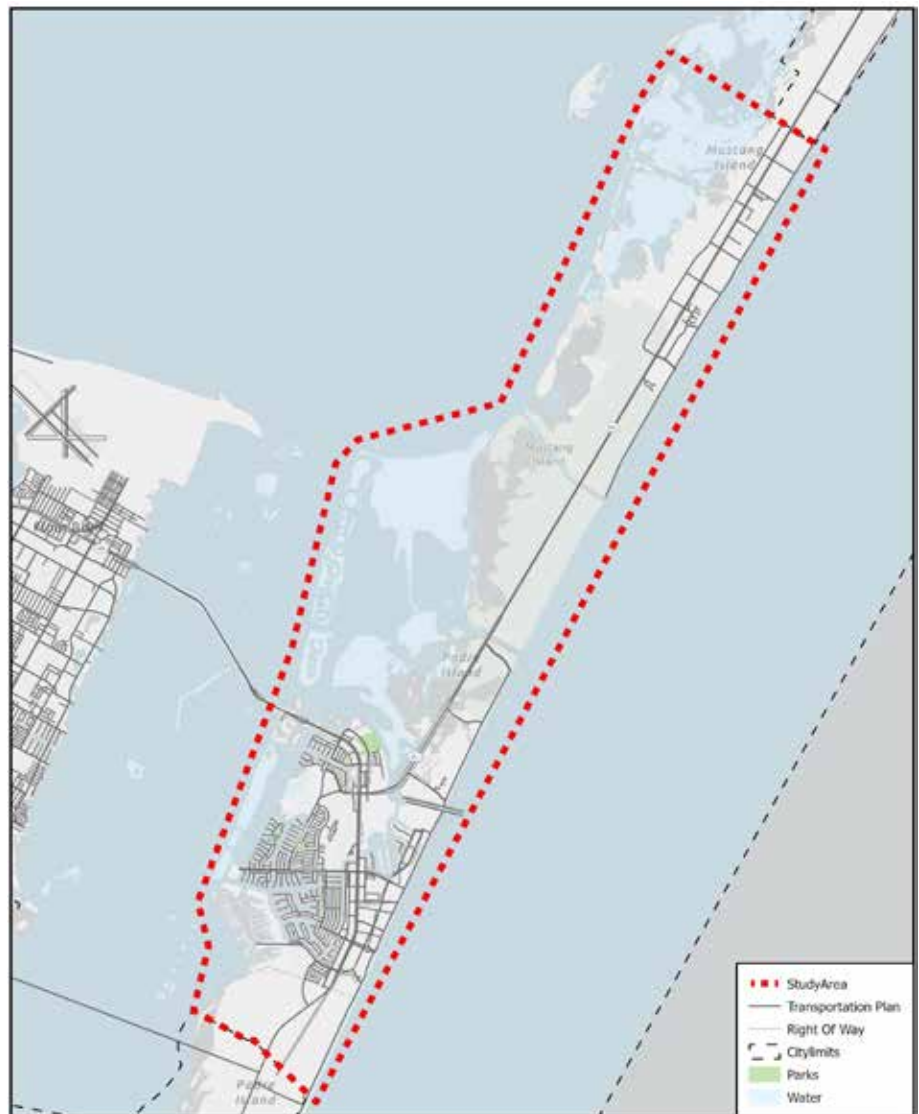 Mustang
Island
Mustang
Island
Padre
Island
Padre
Island
StudyArea
Transportation Plan
Right Of Way
Citylimits
Parks
Water